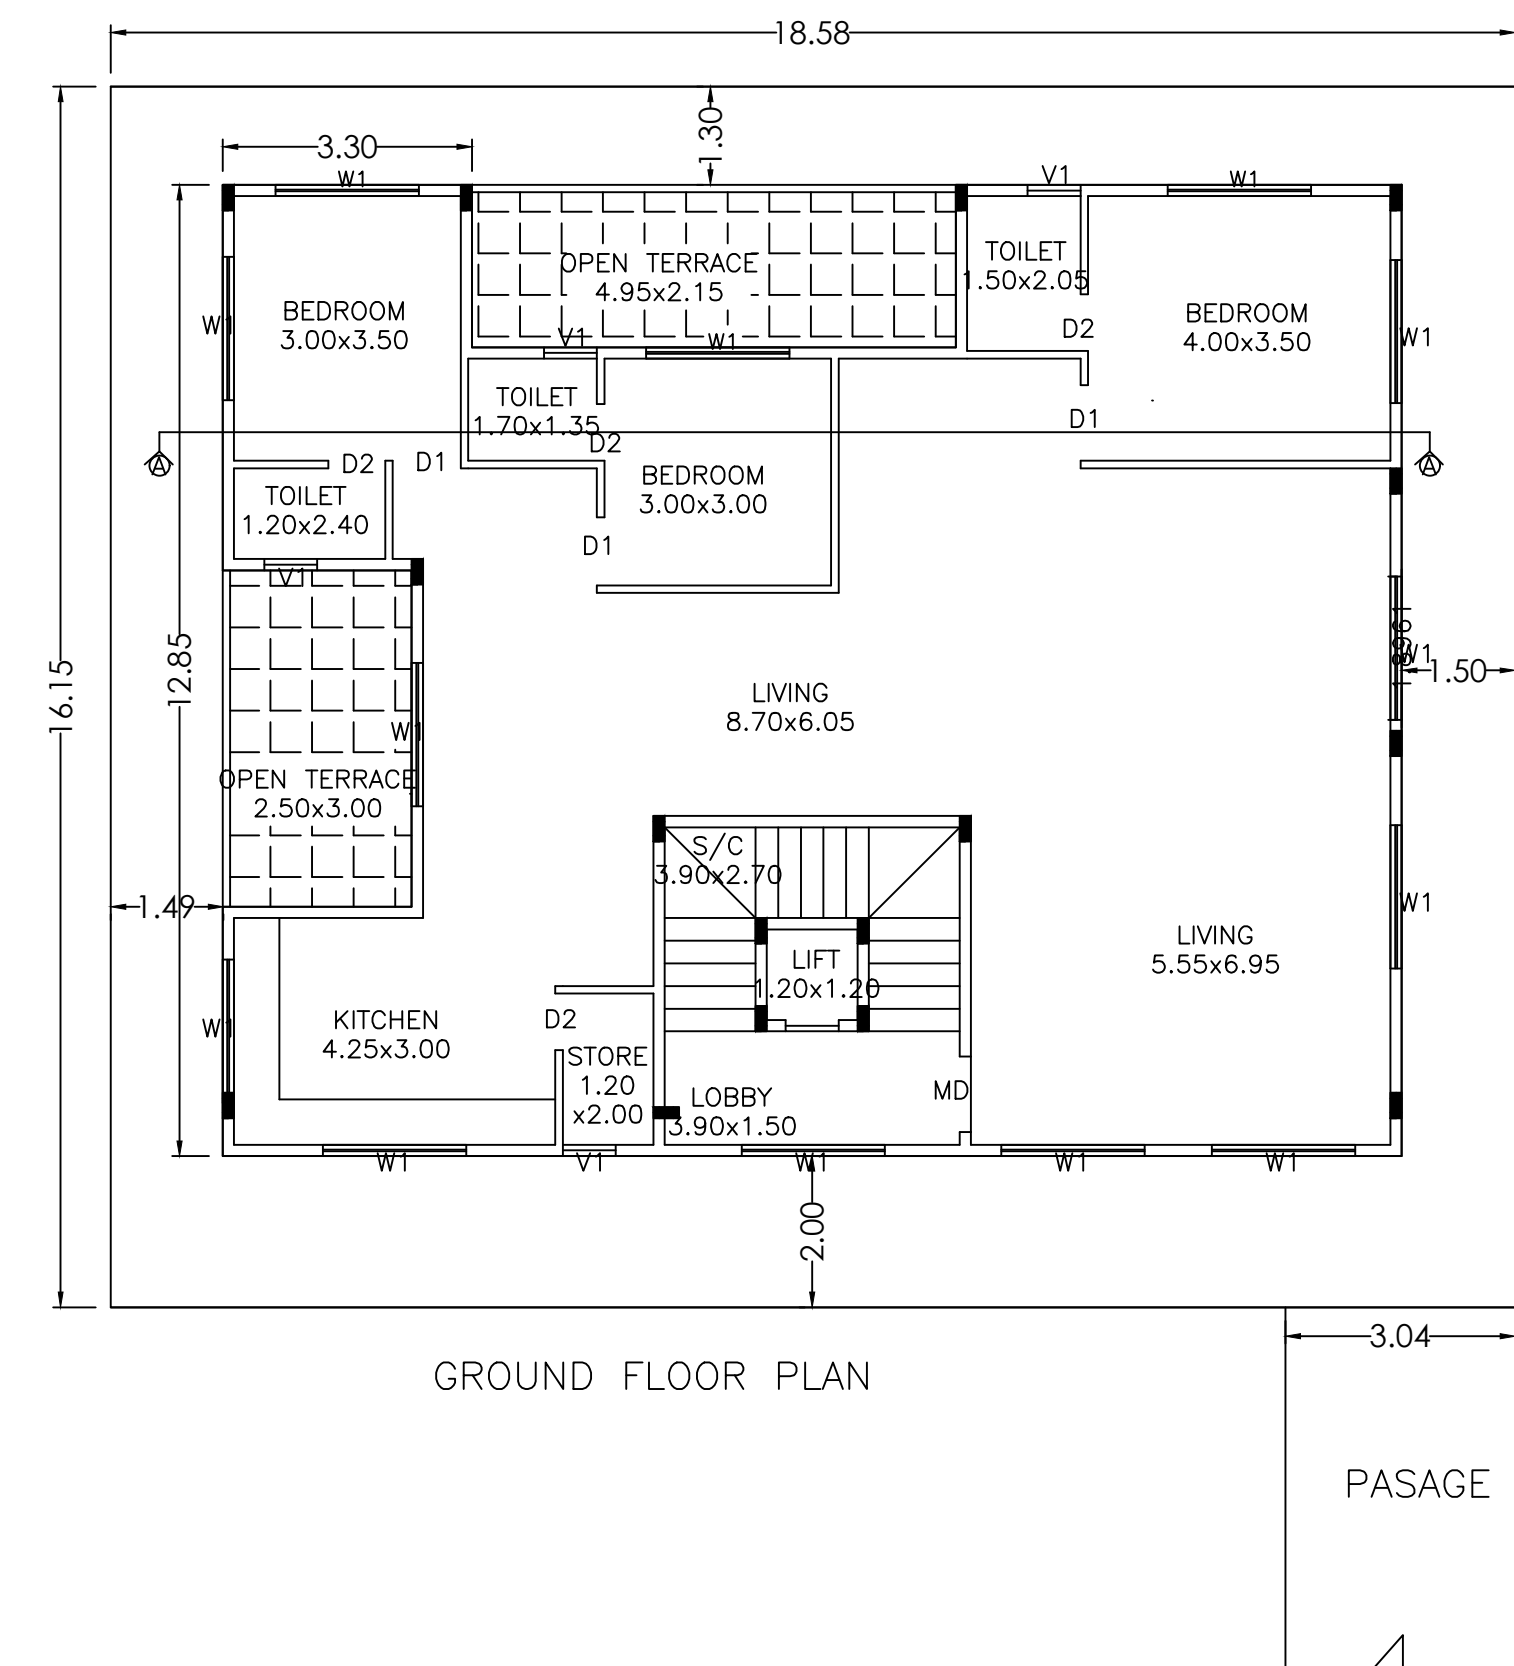 18.58
1.30
3.30
W1
V1
W1
OPEN TERRACE
4.95x2.15
TOILET
1.50x2.05
BEDROOM
3.00x3.50
W1
BEDROOM
4.00x3.50
W1
D2
V1
W1
TOILET
1.70x1.35
D2
D1
A
D2
D1
BEDROOM
3.00x3.00
A
TOILET
1.20x2.40
D1
V1
12.85
16.15
W1
1.50
LIVING
8.70x6.05
W1
OPEN TERRACE
2.50x3.00
S/C
3.90x2.70
1.49
W1
LIVING
5.55x6.95
LIFT
1.20x1.20
W1
KITCHEN
4.25x3.00
D2
STORE
1.20
x2.00
LOBBY
3.90x1.50
MD
W1
V1
W1
W1
W1
2.00
3.04
GROUND FLOOR PLAN
PASAGE